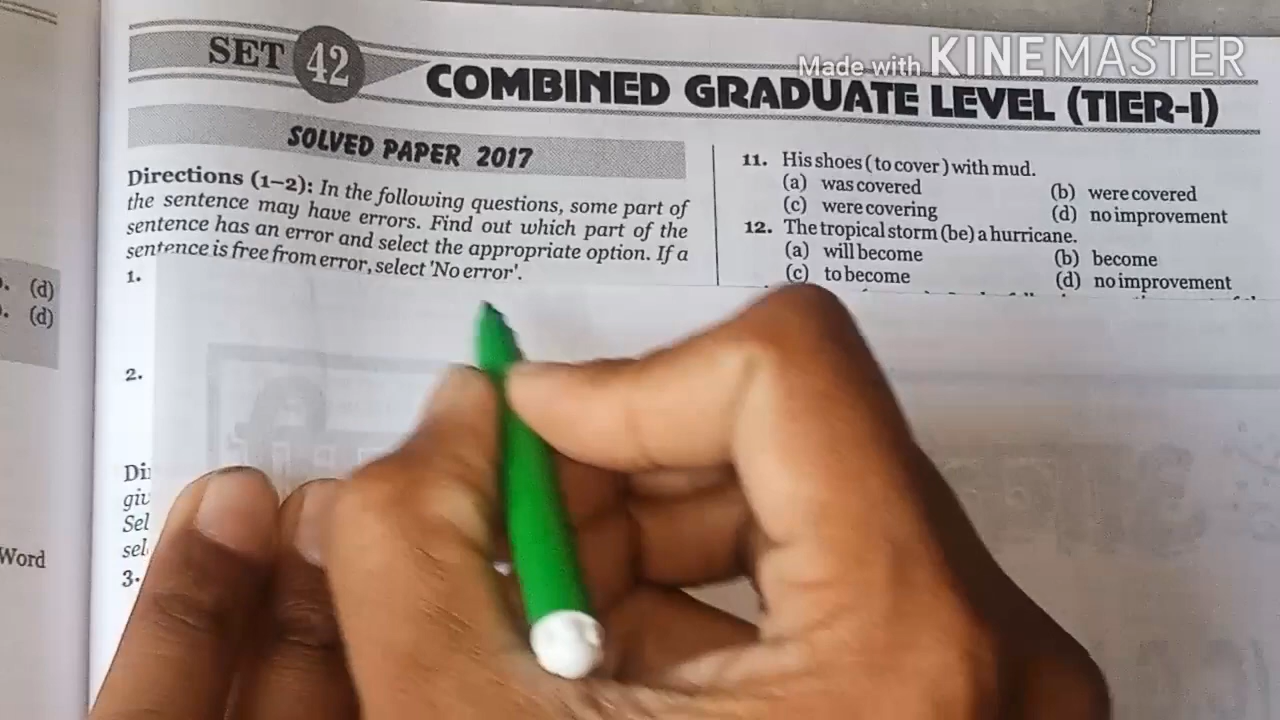 Made with KINEMASTER
SET 42
COMBINED GRADUATE LEVEL (TIER-I)
SOLVED PAPER 2017
Directions (1–2): In the following questions, some part of
the sentence may have errors. Find out which part of the
sentence has an error and select the appropriate option. If a
sentence is free from error, select 'No error'.
1.
2.
Di
giv
Sel
sel
3.
11. His shoes ( to cover ) with mud.
(a) was covered (b) were covered
(c) were covering (d) no improvement
12. The tropical storm (be) a hurricane.
(a) will become (b) become
(c) to become (d) no improvement
. (d)
. (d)
Word